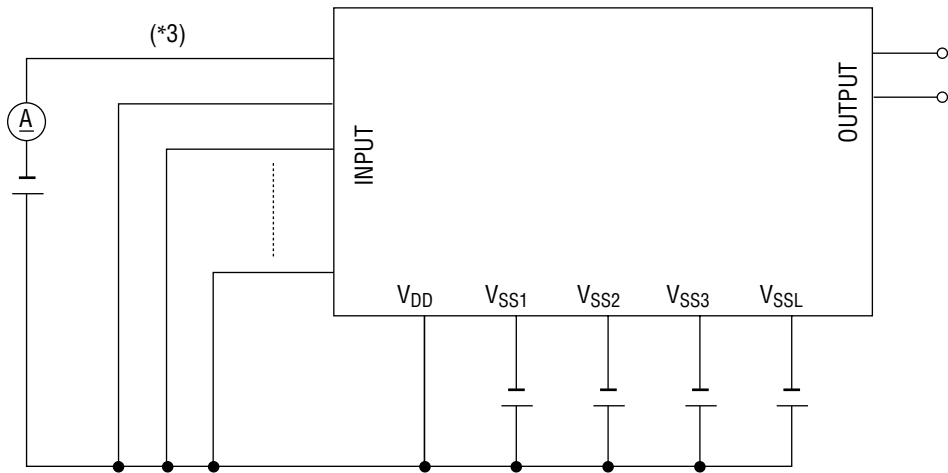 (*3)
A
INPUT
OUTPUT
VDD VSS1 VSS2 VSS3 VSSL